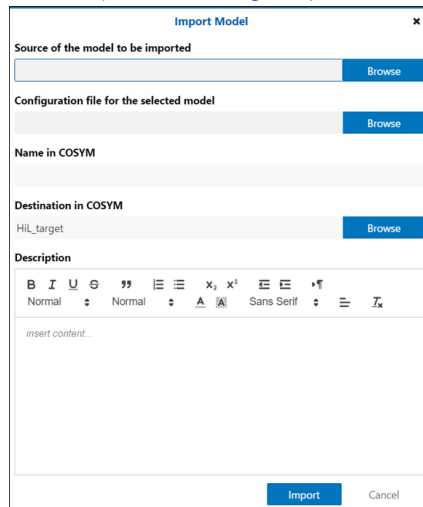 Import Model
Source of the model to be imported
Browse
Configuration file for the selected model
Browse
Name in COSYM
Destination in COSYM
HiL_target
Browse
Description
B I U S ” X₂ X²
Normal Normal A A Sans Serif Tx
insert content...
Import Cancel